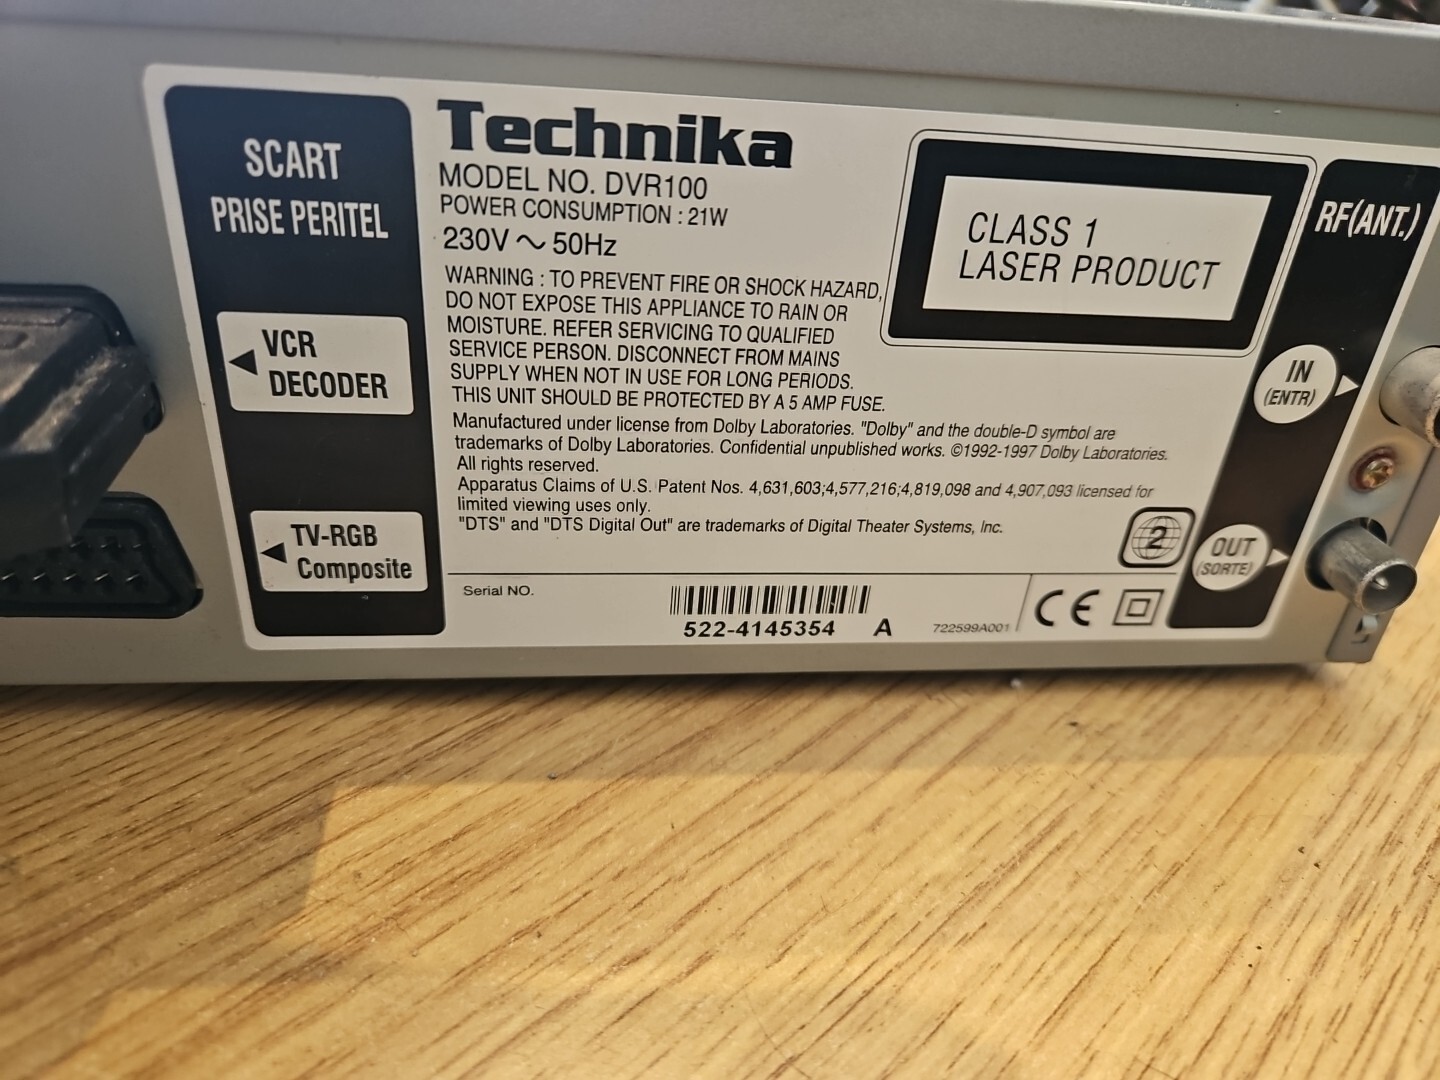 SCART
PRISE PERITEL
VCR
DECODER
TV-RGB
Composite
Technika
MODEL NO. DVR100
POWER CONSUMPTION : 21W
230V ~ 50Hz
WARNING : TO PREVENT FIRE OR SHOCK HAZARD,
DO NOT EXPOSE THIS APPLIANCE TO RAIN OR
MOISTURE. REFER SERVICING TO QUALIFIED
SERVICE PERSON. DISCONNECT FROM MAINS
SUPPLY WHEN NOT IN USE FOR LONG PERIODS.
THIS UNIT SHOULD BE PROTECTED BY A 5 AMP FUSE.
Manufactured under license from Dolby Laboratories. "Dolby" and the double-D symbol are
trademarks of Dolby Laboratories. Confidential unpublished works. ©1992-1997 Dolby Laboratories.
All rights reserved.
Apparatus Claims of U.S. Patent Nos. 4,631,603;4,577,216;4,819,098 and 4,907,093 licensed for
limited viewing uses only.
"DTS" and "DTS Digital Out" are trademarks of Digital Theater Systems, Inc.
Serial NO.
522-4145354 A
722599A001
CE
2
CLASS 1
LASER PRODUCT
RF(ANT.)
IN
(ENTR)
OUT
(SORTE)